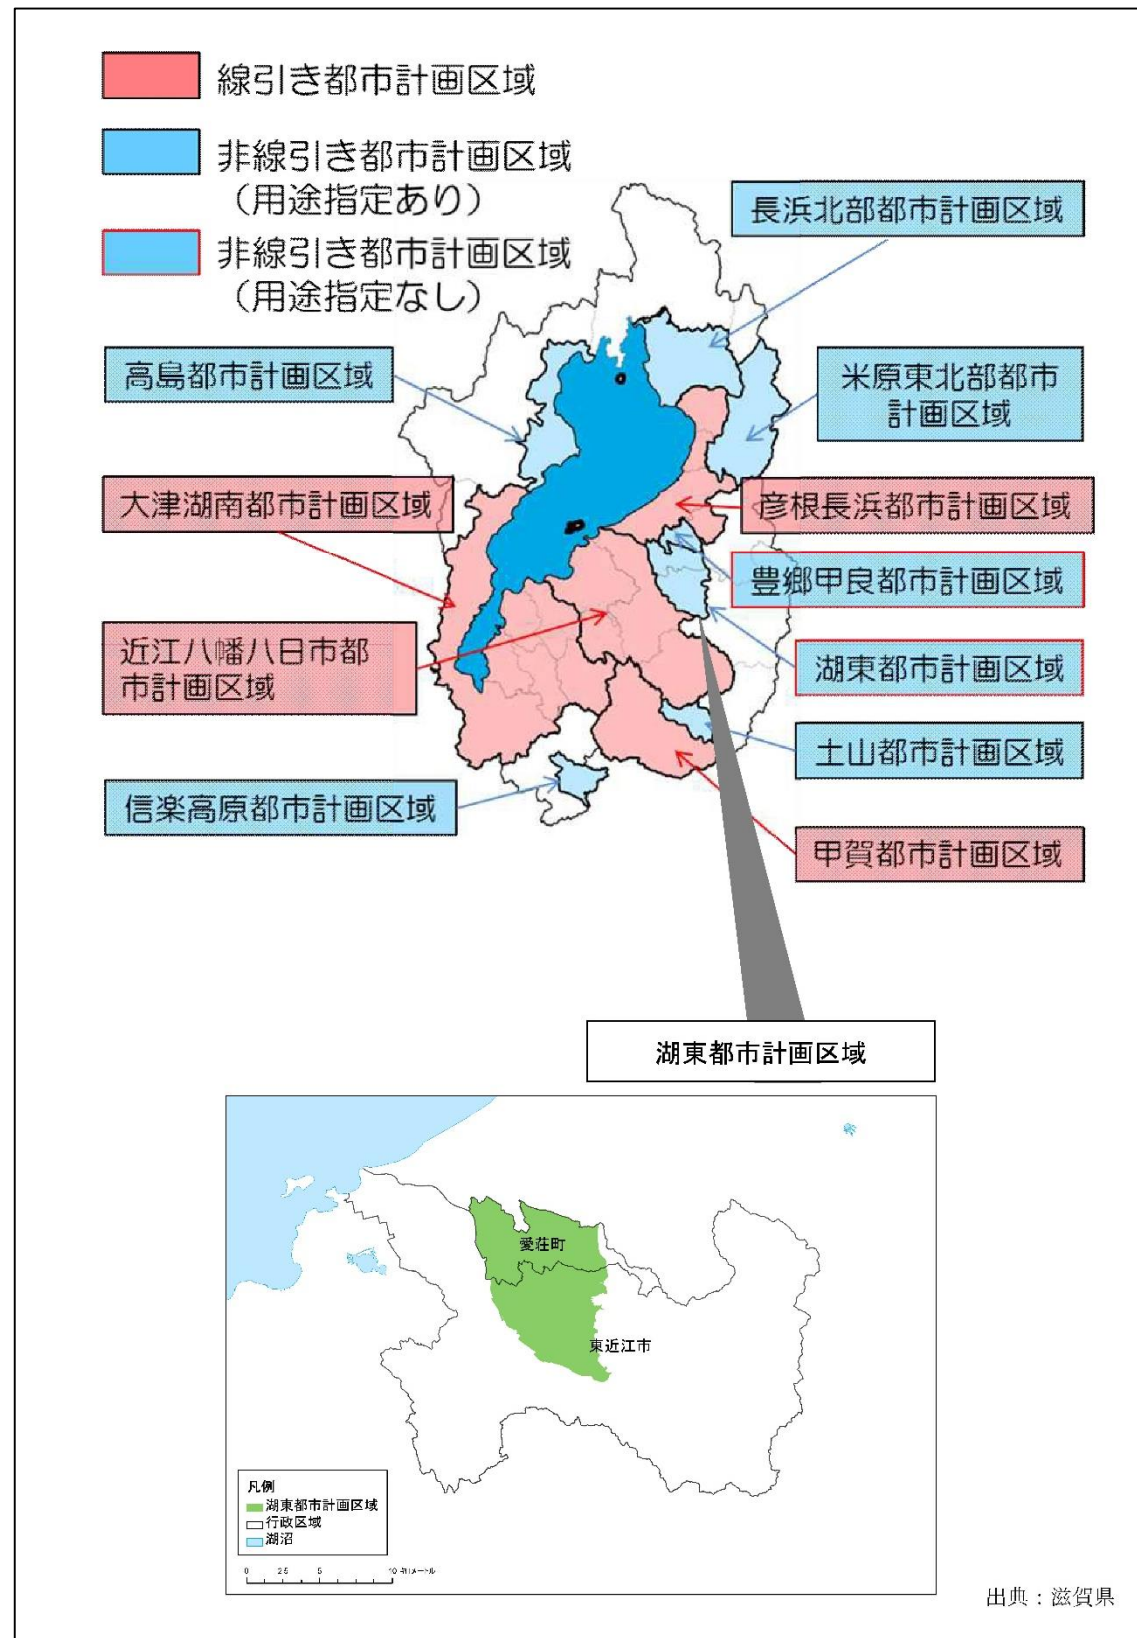 線引き都市計画区域
非線引き都市計画区域
（用途指定あり）
非線引き都市計画区域
（用途指定なし）
長浜北部都市計画区域
高島都市計画区域
米原東北部都市
計画区域
大津湖南都市計画区域
彦根長浜都市計画区域
豊郷甲良都市計画区域
近江八幡八日市都
市計画区域
湖東都市計画区域
土山都市計画区域
信楽高原都市計画区域
甲賀都市計画区域
湖東都市計画区域
愛荘町
東近江市
凡例
湖東都市計画区域
行政区域
湖沼
0 2.5 5 10 キロメートル
出典：滋賀県